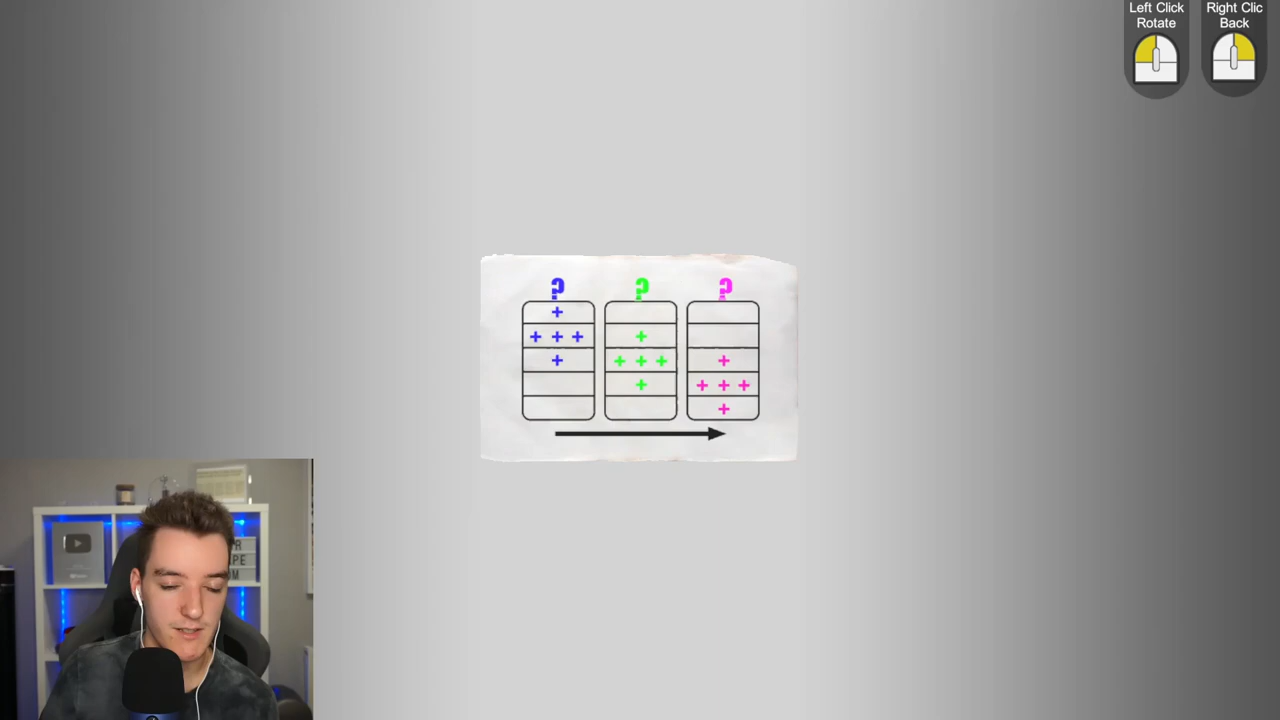 Left Click
Rotate
Right Clic
Back
? ? ?
+
+ + + +
+ + + + +
+ + + + +
+